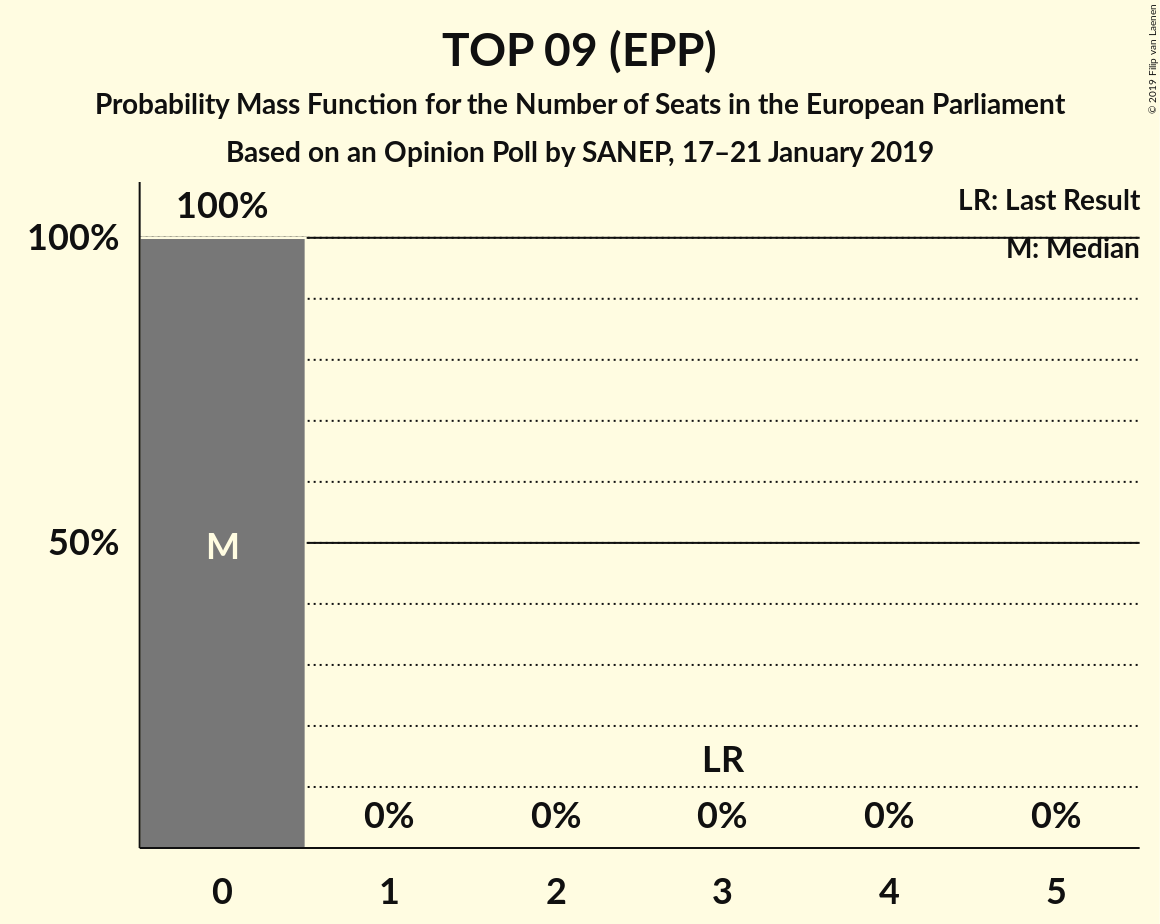 TOP 09 (EPP)
Probability Mass Function for the Number of Seats in the European Parliament
Based on an Opinion Poll by SANEP, 17–21 January 2019
© 2019 Filip van Laenen
LR: Last Result
M: Median
100%
100%
50%
M
LR
0% 0% 0% 0% 0%
0 1 2 3 4 5